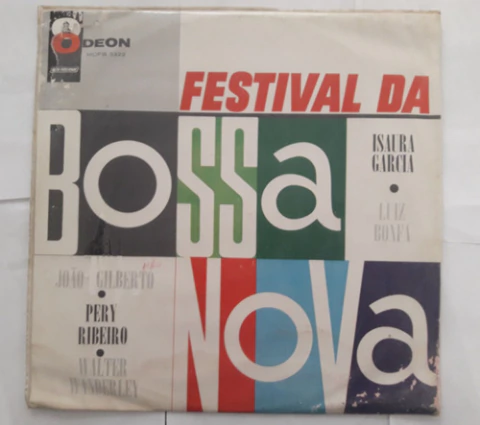 ODEON
FESTIVAL DA
BOSSA
NOVA
ISAURA
GARCIA
LUIZ
BONFA
JOÃO GILBERTO
PERY
RIBEIRO
WALTER
WANDERLEY